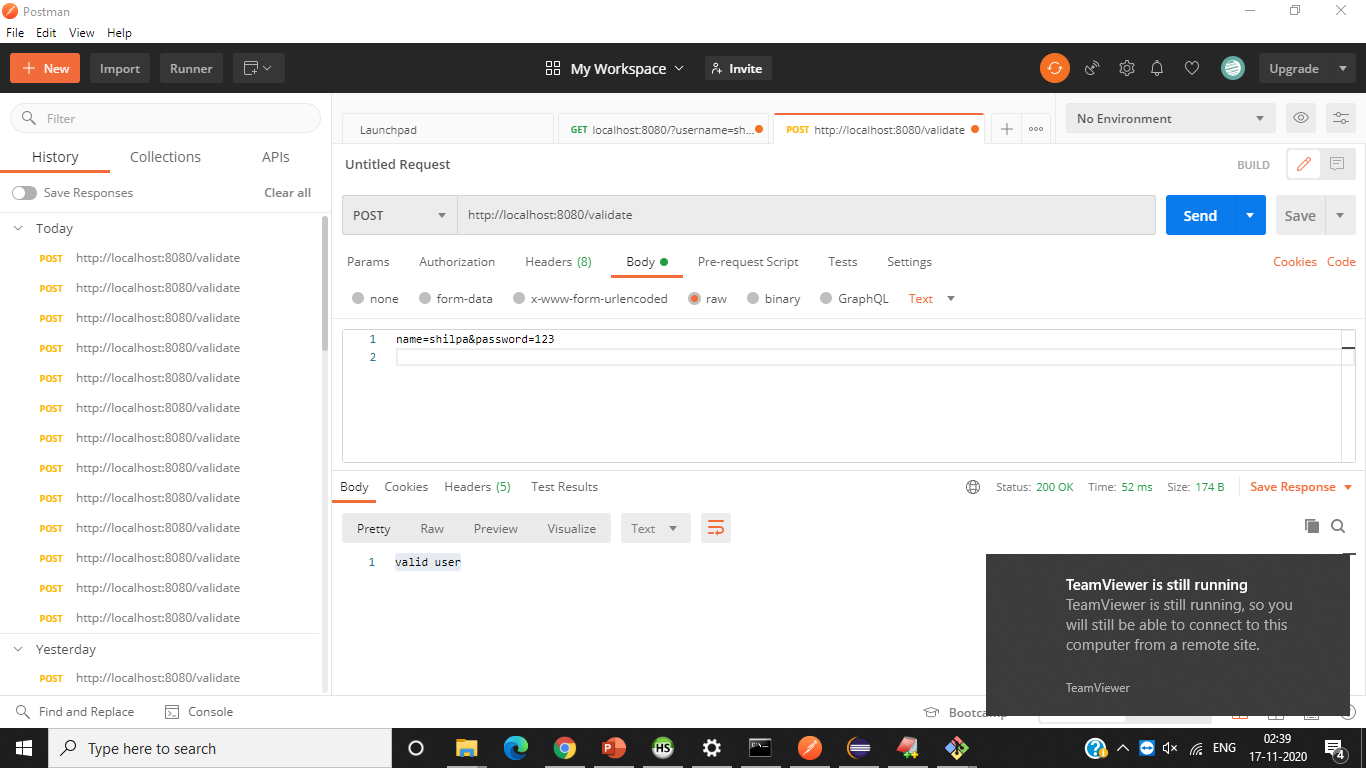 Postman
File Edit View Help
New Import Runner My Workspace Invite Upgrade
Filter
History Collections APIs
Save Responses Clear all
Today
POST http://localhost:8080/validate
POST http://localhost:8080/validate
POST http://localhost:8080/validate
POST http://localhost:8080/validate
POST http://localhost:8080/validate
POST http://localhost:8080/validate
POST http://localhost:8080/validate
POST http://localhost:8080/validate
POST http://localhost:8080/validate
POST http://localhost:8080/validate
POST http://localhost:8080/validate
POST http://localhost:8080/validate
POST http://localhost:8080/validate
Yesterday
POST http://localhost:8080/validate
Launchpad GET localhost:8080/?username=sh... POST http://localhost:8080/validate No Environment
Untitled Request BUILD
POST http://localhost:8080/validate Send Save
Params Authorization Headers (8) Body Pre-request Script Tests Settings Cookies Code
none form-data x-www-form-urlencoded raw binary GraphQL Text
1 name=shilpa&password=123
2
Body Cookies Headers (5) Test Results Status: 200 OK Time: 52 ms Size: 174 B Save Response
Pretty Raw Preview Visualize Text
1 valid user
TeamViewer is still running
TeamViewer is still running, so you
will still be able to connect to this
computer from a remote site.
TeamViewer
Find and Replace Console
Type here to search HS ENG 02:39
17-11-2020 4